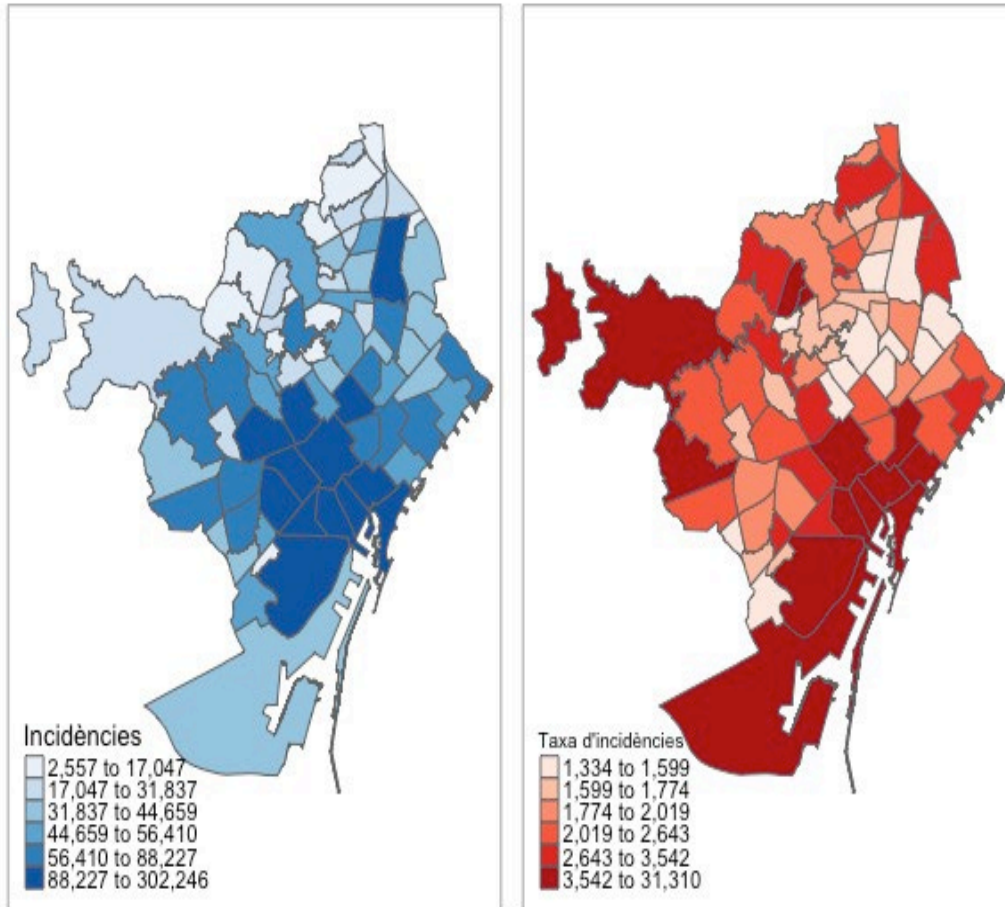 Incidències
2,557 to 17,047
17,047 to 31,837
31,837 to 44,659
44,659 to 56,410
56,410 to 88,227
88,227 to 302,246
Taxa d'incidències
1,334 to 1,599
1,599 to 1,774
1,774 to 2,019
2,019 to 2,643
2,643 to 3,542
3,542 to 31,310